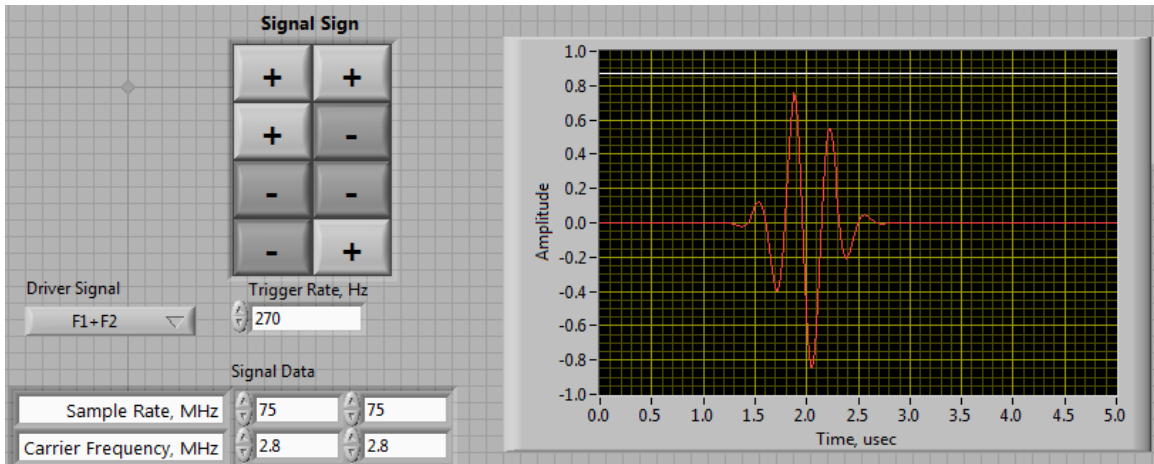 Signal Sign
+ +
+ -
- -
- +
Driver Signal
F1+F2
Trigger Rate, Hz
270
Signal Data
Sample Rate, MHz 75 75
Carrier Frequency, MHz 2.8 2.8
Amplitude
1.0
0.8
0.6
0.4
0.2
0.0
-0.2
-0.4
-0.6
-0.8
-1.0
0.0 0.5 1.0 1.5 2.0 2.5 3.0 3.5 4.0 4.5 5.0
Time, usec